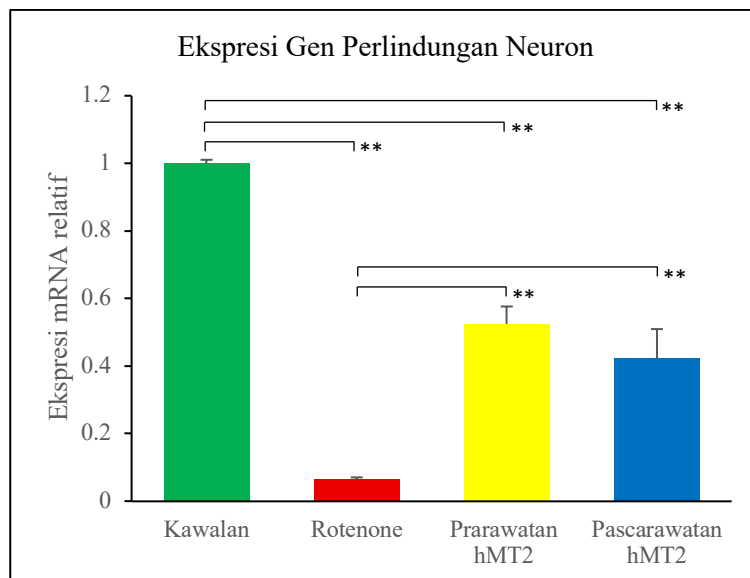 Ekspresi Gen Perlindungan Neuron
Ekspresi mRNA relatif
1.2
1
0.8
0.6
0.4
0.2
0
**
**
**
**
**
Kawalan
Rotenone
Prarawatan
hMT2
Pascarawatan
hMT2